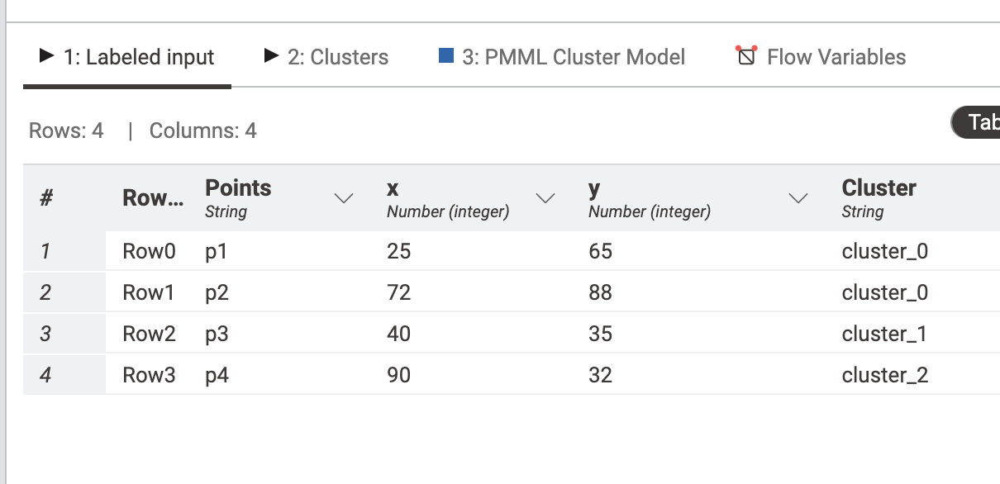 1: Labeled input 2: Clusters 3: PMML Cluster Model Flow Variables
Rows: 4 | Columns: 4
Tab
# Row... Points x y Cluster
String Number (integer) Number (integer) String
1 Row0 p1 25 65 cluster_0
2 Row1 p2 72 88 cluster_0
3 Row2 p3 40 35 cluster_1
4 Row3 p4 90 32 cluster_2